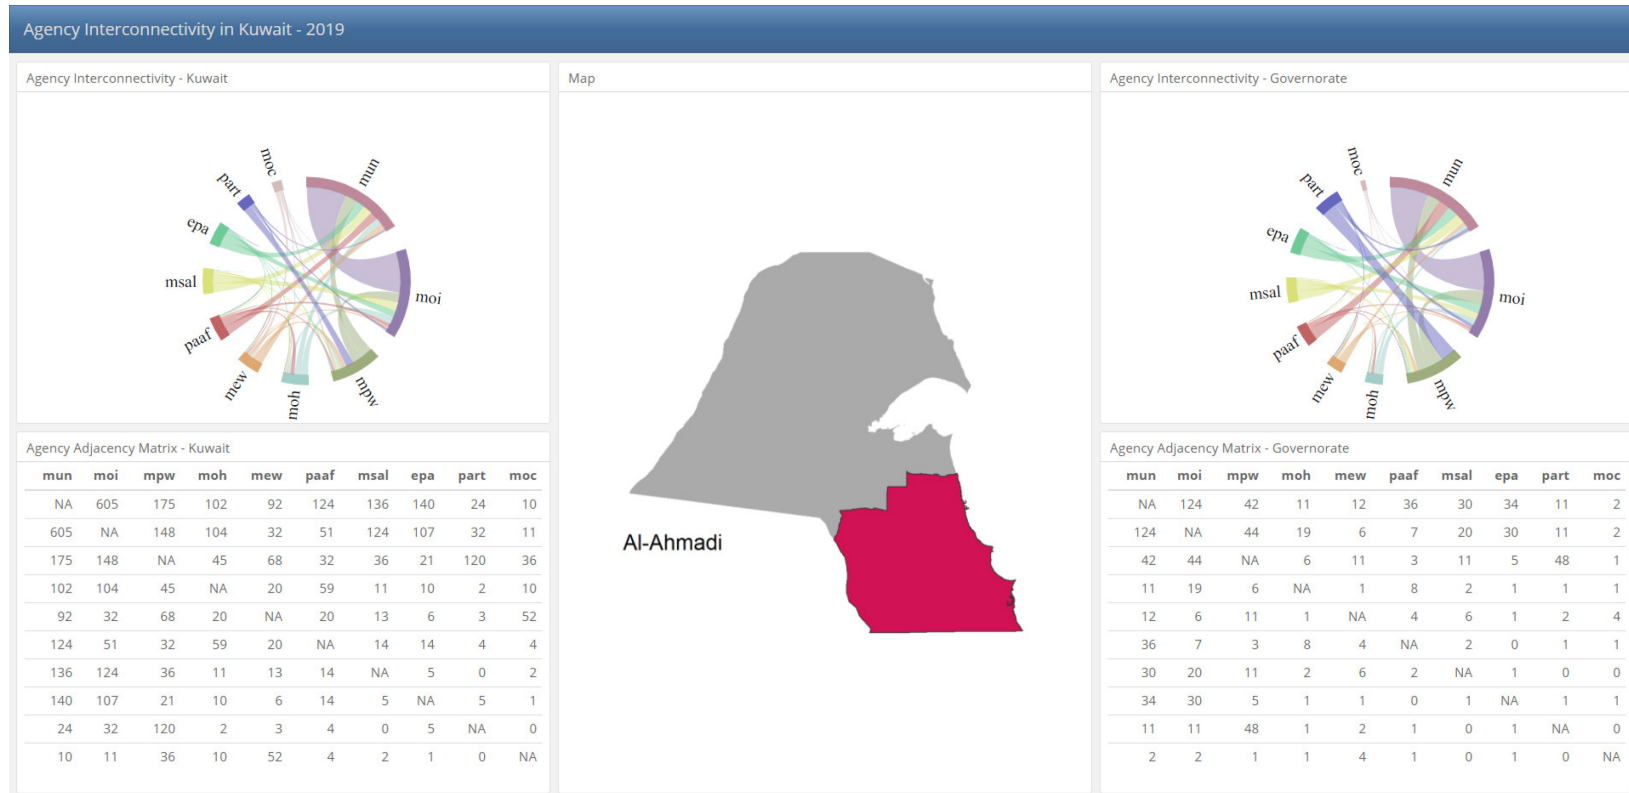 Agency Interconnectivity in Kuwait - 2019
Agency Interconnectivity - Kuwait
moc
mun
part
epa
msal
moi
paaf
mew
moh
mpw
Agency Adjacency Matrix - Kuwait
mun moi mpw moh mew paaf msal epa part moc
NA 605 175 102 92 124 136 140 24 10
605 NA 148 104 32 51 124 107 32 11
175 148 NA 45 68 32 36 21 120 36
102 104 45 NA 20 59 11 10 2 10
92 32 68 20 NA 20 13 6 3 52
124 51 32 59 20 NA 14 14 4 4
136 124 36 11 13 14 NA 5 0 2
140 107 21 10 6 14 5 NA 5 1
24 32 120 2 3 4 0 5 NA 0
10 11 36 10 52 4 2 1 0 NA
Map
Al-Ahmadi
Agency Interconnectivity - Governorate
moc
mun
part
epa
msal
moi
paaf
mew
moh
mpw
Agency Adjacency Matrix - Governorate
mun moi mpw moh mew paaf msal epa part moc
NA 124 42 11 12 36 30 34 11 2
124 NA 44 19 6 7 20 30 11 2
42 44 NA 6 11 3 11 5 48 1
11 19 6 NA 1 8 2 1 1 1
12 6 11 1 NA 4 6 1 2 4
36 7 3 8 4 NA 2 0 1 1
30 20 11 2 6 2 NA 1 0 0
34 30 5 1 1 0 1 NA 1 1
11 11 48 1 2 1 0 1 NA 0
2 2 1 1 4 1 0 1 0 NA